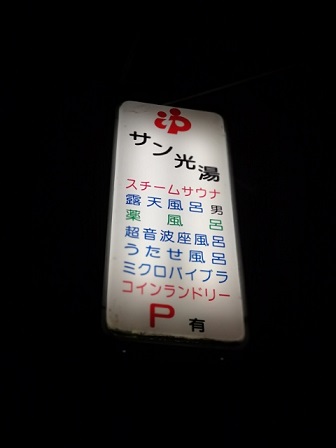 サン光湯
スチームサウナ
露天風呂 男
薬風呂
超音波座風呂
うたせ風呂
ミクロバイブラ
コインランドリー
P 有